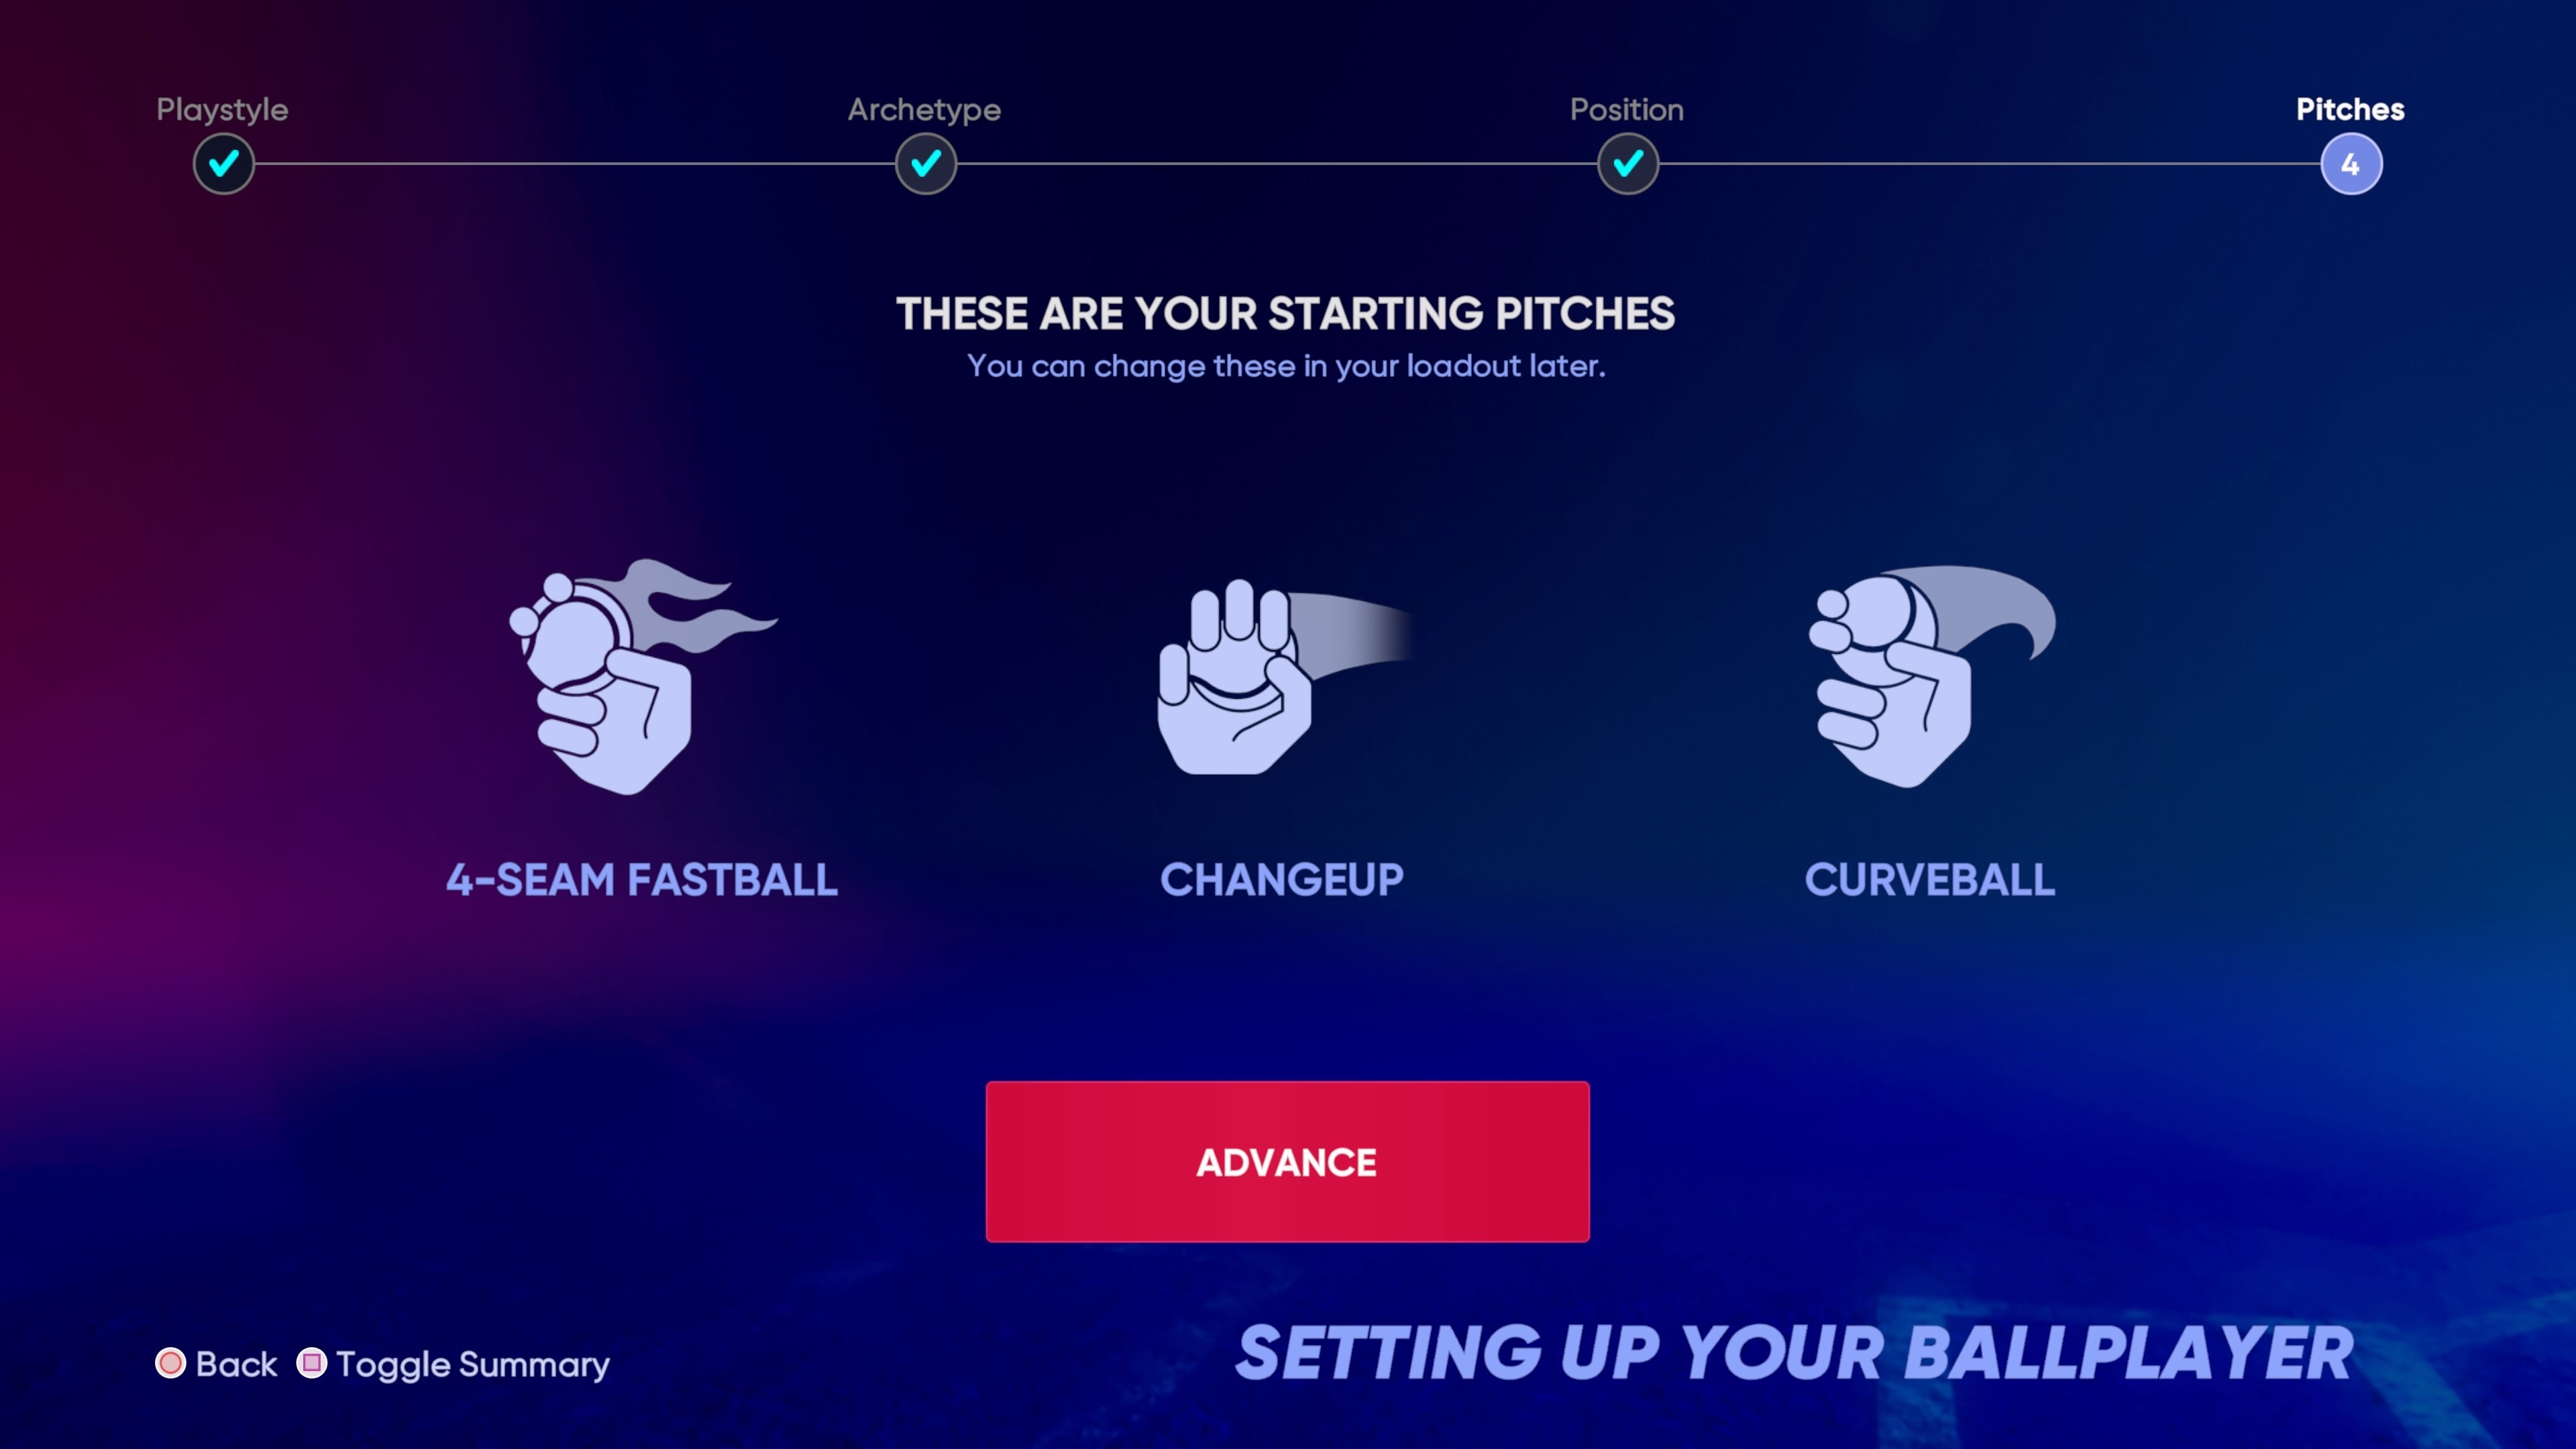 Playstyle
Archetype
Position
Pitches
4
THESE ARE YOUR STARTING PITCHES
You can change these in your loadout later.
4-SEAM FASTBALL
CHANGEUP
CURVEBALL
ADVANCE
Back
Toggle Summary
SETTING UP YOUR BALLPLAYER